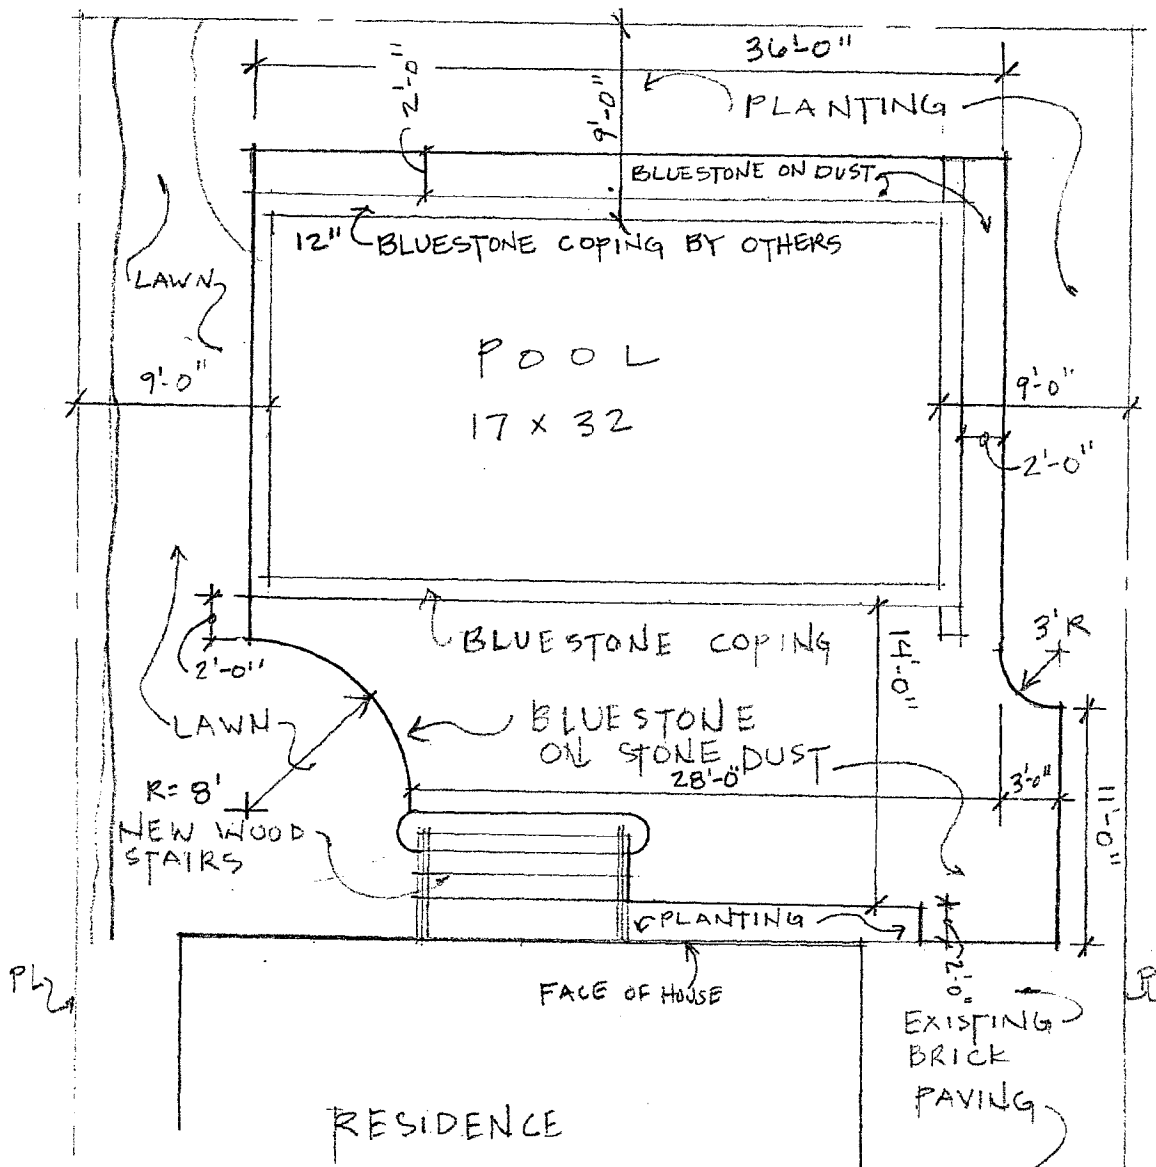 36'-0"
2'-0"
9'-0"
PLANTING
BLUESTONE ON DUST
12" BLUESTONE COPING BY OTHERS
LAWN
POOL
9'-0"
9'-0"
17 x 32
2'-0"
3' R
BLUESTONE COPING
14'-0"
2'-0"
LAWN
BLUESTONE
ON STONE DUST
28'-0"
3'-0"
R= 8'
11'-0"
NEW WOOD
STAIRS
PLANTING
2'-0"
PL
FACE OF HOUSE
PL
EXISTING
BRICK
PAVING
RESIDENCE